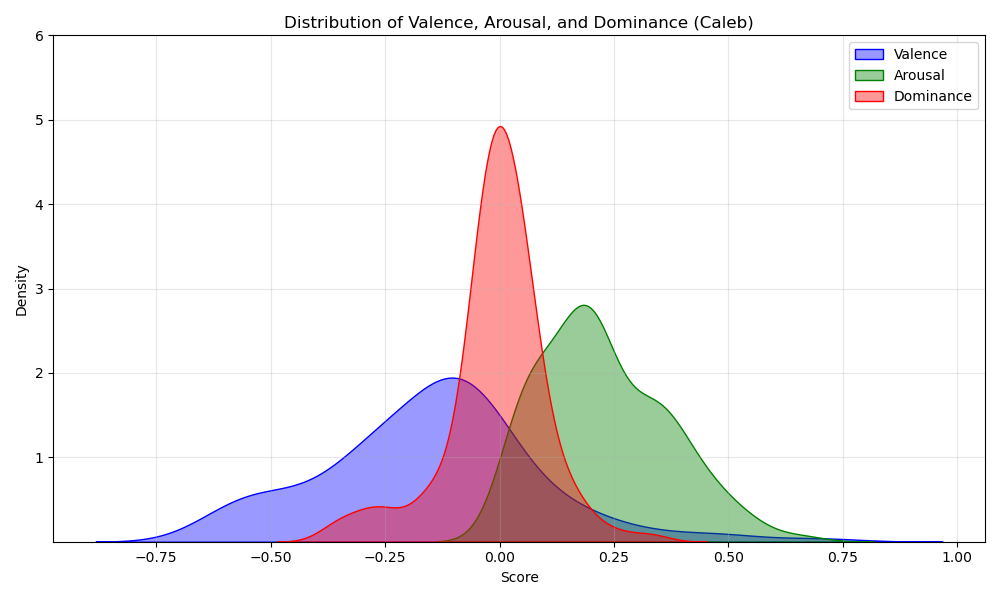 Distribution of Valence, Arousal, and Dominance (Caleb)
Valence
Arousal
Dominance
6
5
4
3
2
1
Density
−0.75 −0.50 −0.25 0.00 0.25 0.50 0.75 1.00
Score